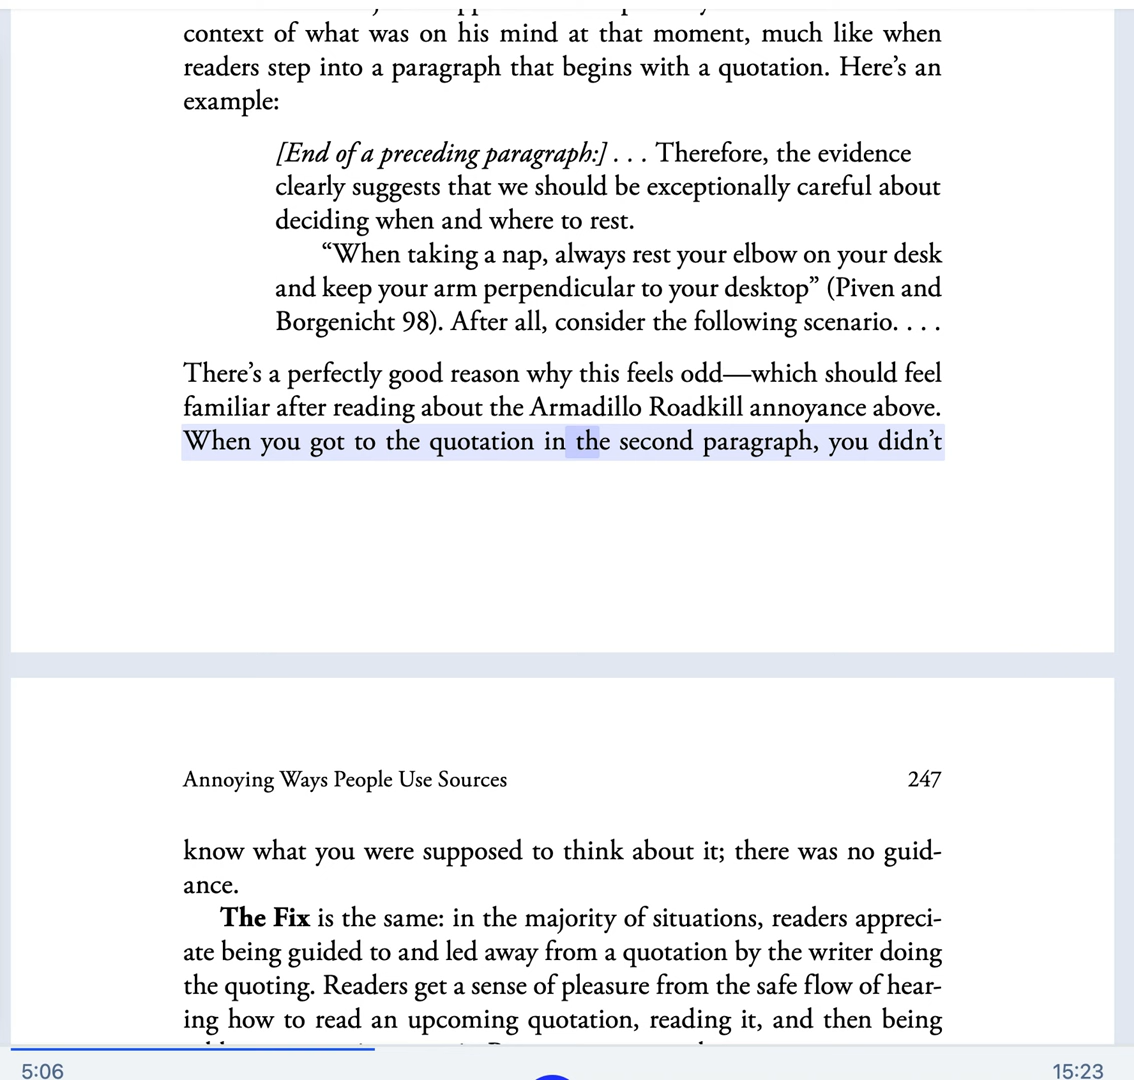 context of what was on his mind at that moment, much like when
readers step into a paragraph that begins with a quotation. Here’s an
example:
[End of a preceding paragraph:] . . . Therefore, the evidence
clearly suggests that we should be exceptionally careful about
deciding when and where to rest.
“When taking a nap, always rest your elbow on your desk
and keep your arm perpendicular to your desktop” (Piven and
Borgenicht 98). After all, consider the following scenario. . . .
There’s a perfectly good reason why this feels odd—which should feel
familiar after reading about the Armadillo Roadkill annoyance above.
When you got to the quotation in the second paragraph, you didn’t
Annoying Ways People Use Sources 247
know what you were supposed to think about it; there was no guid-
ance.
The Fix is the same: in the majority of situations, readers appreci-
ate being guided to and led away from a quotation by the writer doing
the quoting. Readers get a sense of pleasure from the safe flow of hear-
ing how to read an upcoming quotation, reading it, and then being
5:06 15:23